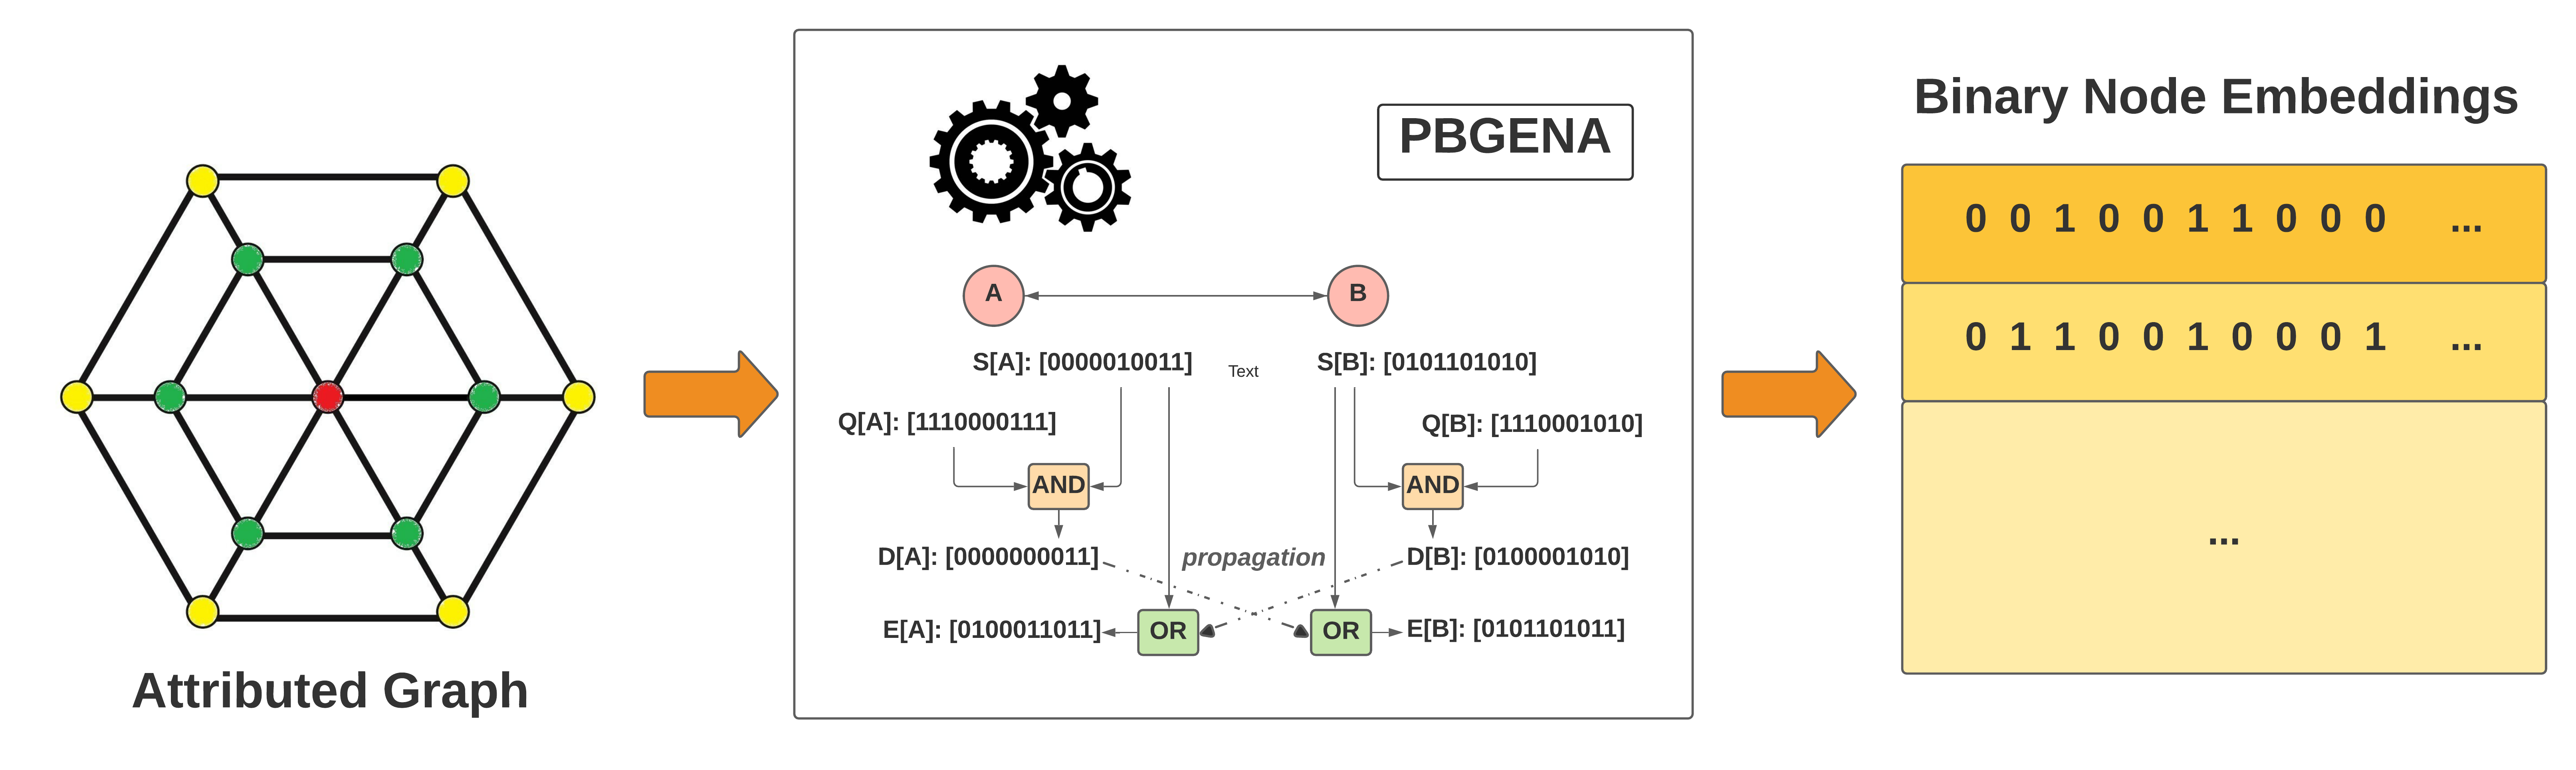 Attributed Graph
PBGENA
A
B
S[A]: [0000010011]
Text
S[B]: [0101101010]
Q[A]: [1110000111]
Q[B]: [1110001010]
AND
AND
D[A]: [0000000011]
propagation
D[B]: [0100001010]
E[A]: [0100011011]
OR
OR
E[B]: [0101101011]
Binary Node Embeddings
0 0 1 0 0 1 1 0 0 0 ...
0 1 1 0 0 1 0 0 0 1 ...
...